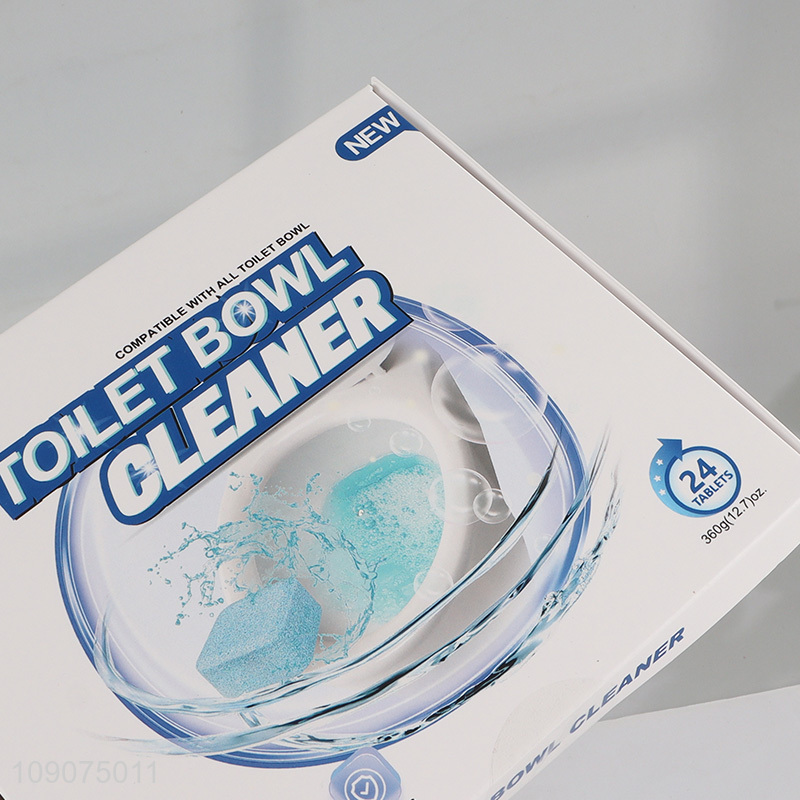 NEW
COMPATIBLE WITH ALL TOILET BOWL
TOILET BOWL
CLEANER
24
TABLETS
360g(12.7)oz.
BOWL CLEANER
109075011